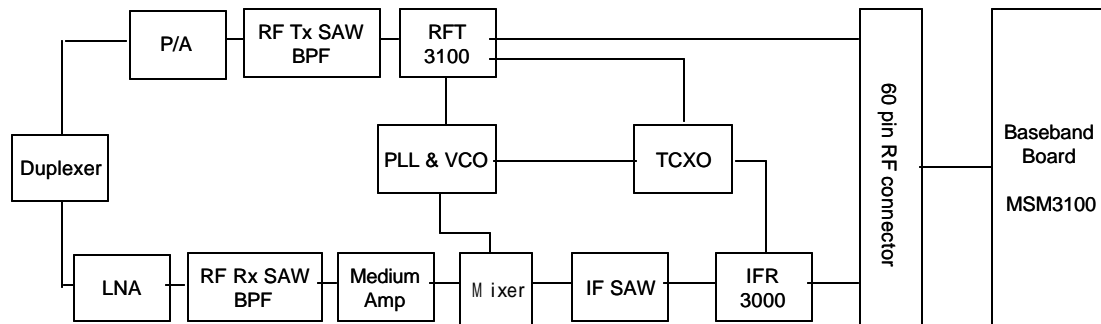 P/A
RF Tx SAW
BPF
RFT
3100
Duplexer
PLL & VCO
TCXO
LNA
RF Rx SAW
BPF
Medium
Amp
Mixer
IF SAW
IFR
3000
60 pin RF connector
Baseband
Board
MSM3100